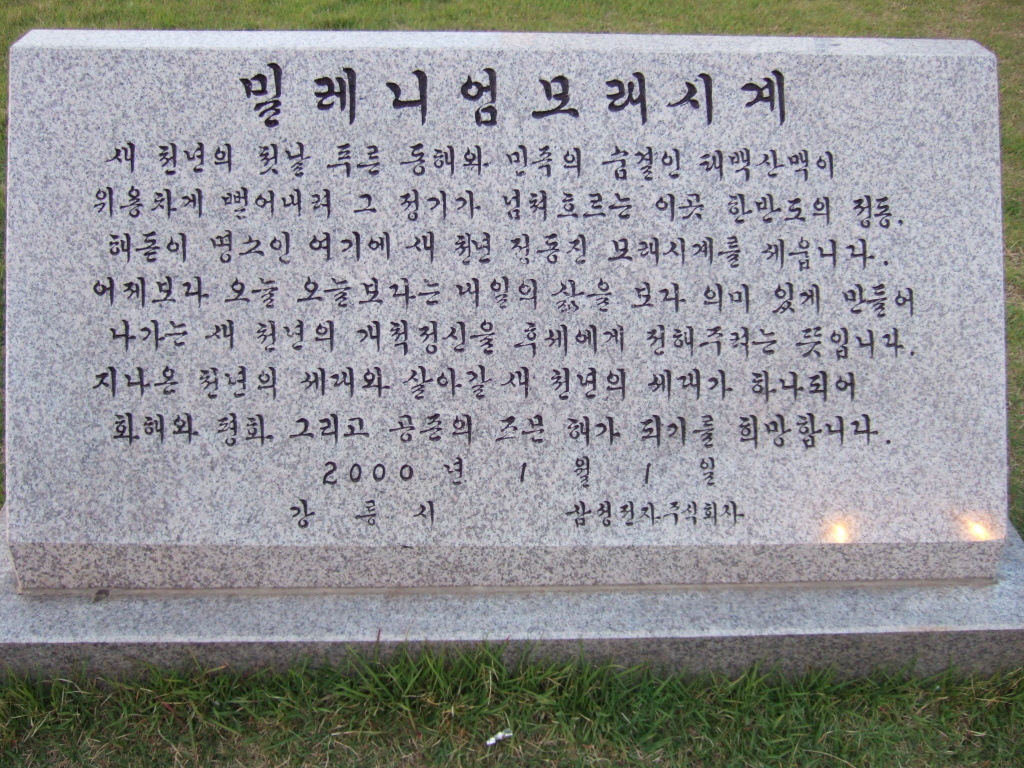 밀레니엄모래시계
새 천년의 첫날 푸른 동해와 민족의 숨결인 태백산맥이
위용차게 뻗어내려 그 정기가 넘쳐흐르는 이곳 한반도의 정동.
해돋이 명소인 여기에 새 천년 정동진 모래시계를 세웁니다.
어제보다 오늘 오늘보다는 내일의 삶을 보다 의미 있게 만들어
나가는 새 천년의 개척정신을 후세에게 전해주려는 뜻입니다.
지나온 천년의 세대와 살아갈 새 천년의 세대가 하나되어
화해와 평화 그리고 공존의 조분 해가 되기를 희망합니다.
2000 년 1 월 1 일
강 릉 시 삼성전자주식회사